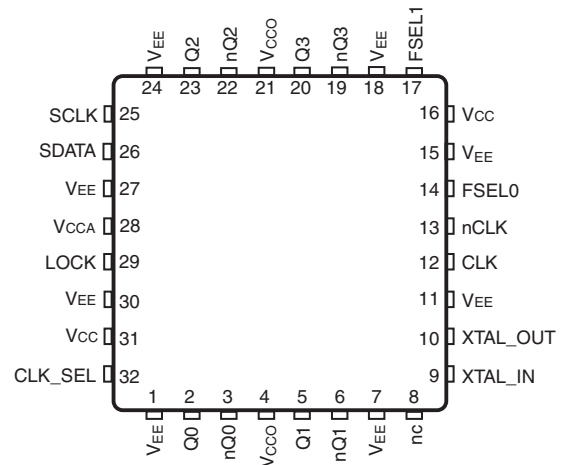 VEE Q2 nQ2 VCCO Q3 nQ3 VEE FSEL1
24 23 22 21 20 19 18 17
SCLK 25 16 VCC
SDATA 26 15 VEE
VEE 27 14 FSEL0
VCCA 28 13 nCLK
LOCK 29 12 CLK
VEE 30 11 VEE
VCC 31 10 XTAL_OUT
CLK_SEL 32 9 XTAL_IN
1 2 3 4 5 6 7 8
VEE Q0 nQ0 VCCO Q1 nQ1 VEE nc